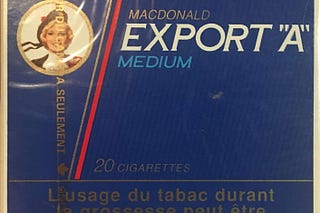 MACDONALD
EXPORT "A"
MEDIUM
A SEULEMENT
20 CIGARETTES
L'usage du tabac durant
la grossesse peut être